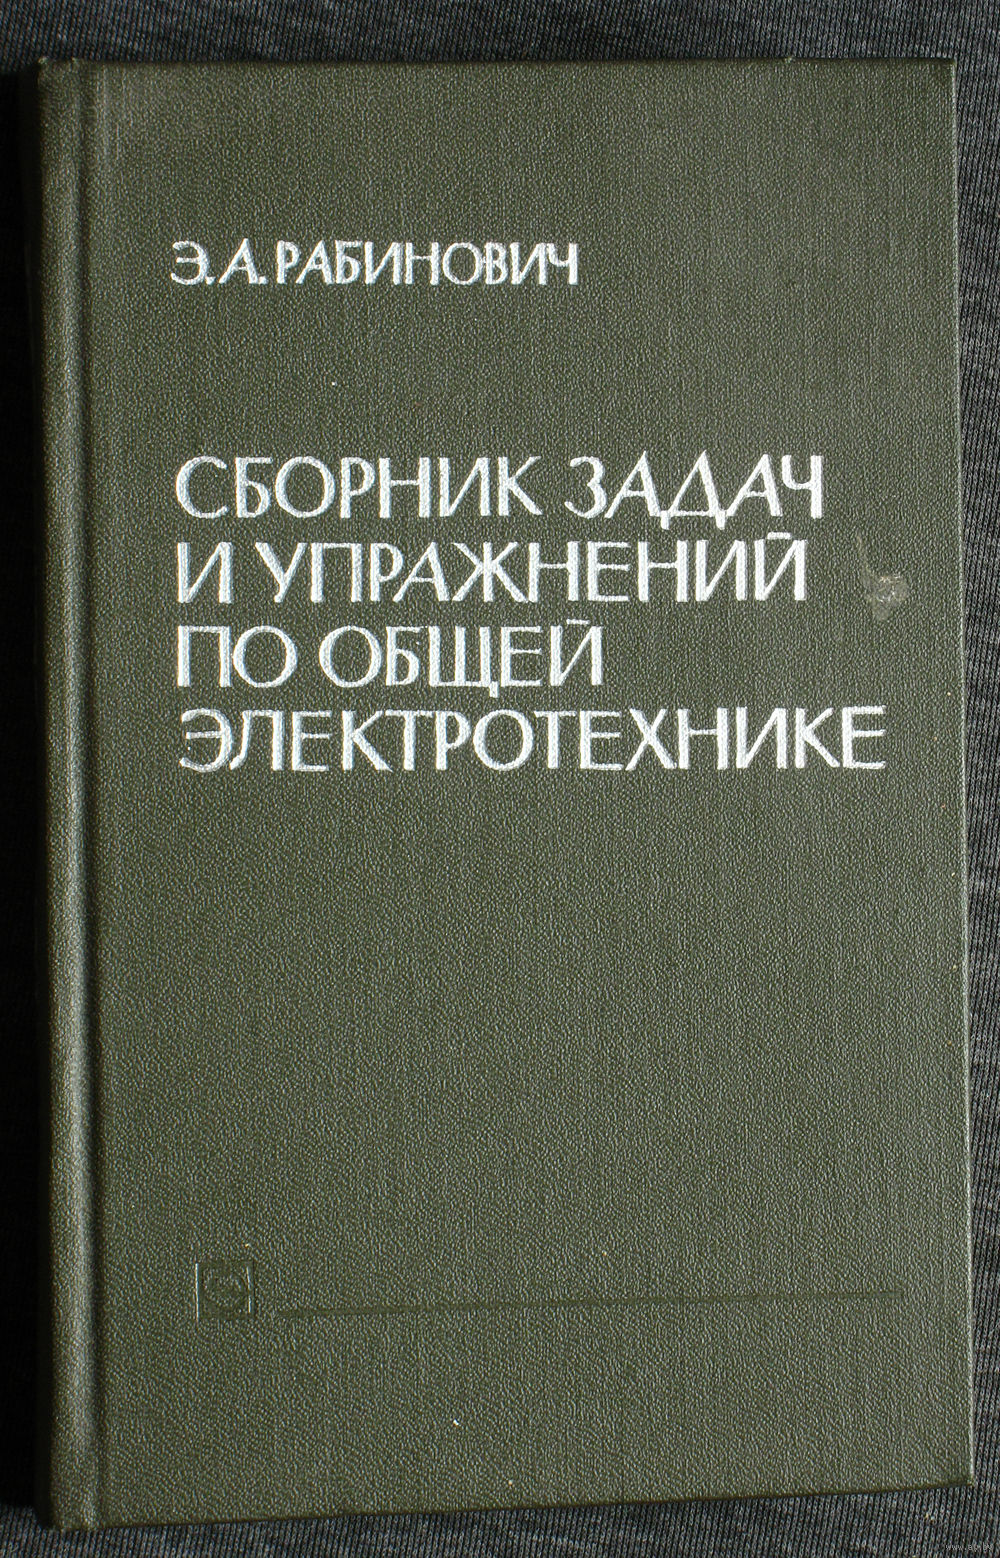 Э.А.РАБИНОВИЧ
СБОРНИК ЗАДАЧ
И УПРАЖНЕНИЙ
ПО ОБЩЕЙ
ЭЛЕКТРОТЕХНИКЕ